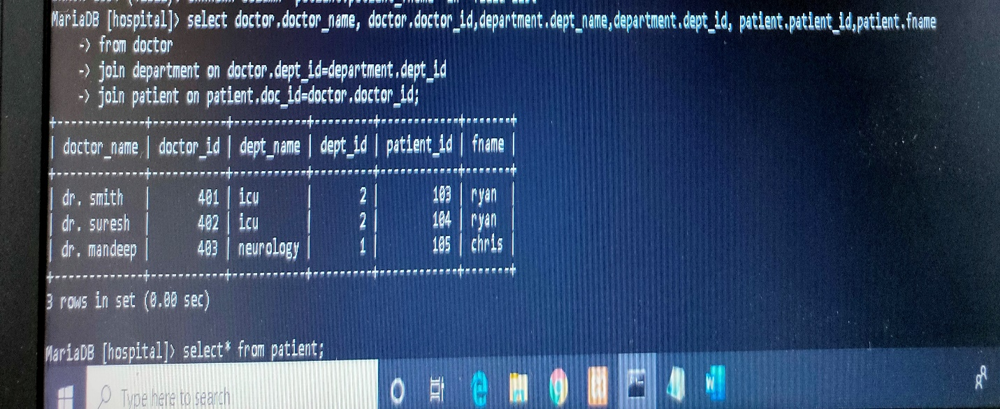 MariaDB [hospital]> select doctor.doctor_name, doctor.doctor_id,department.dept_name,department.dept_id, patient.patient_id,patient.fname
-> from doctor
-> join department on doctor.dept_id=department.dept_id
-> join patient on patient.doc_id=doctor.doctor_id;
+-------------+-----------+-----------+---------+------------+-------+
| doctor_name | doctor_id | dept_name | dept_id | patient_id | fname |
+-------------+-----------+-----------+---------+------------+-------+
| dr. smith | 401 | icu | 2 | 103 | ryan |
| dr. suresh | 402 | icu | 2 | 104 | ryan |
| dr. mandeep | 403 | neurology | 1 | 105 | chris |
+-------------+-----------+-----------+---------+------------+-------+
3 rows in set (0.00 sec)
MariaDB [hospital]> select* from patient;
Type here to search